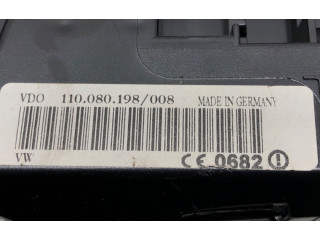 VDO 110.080.198/008 MADE IN GERMANY
VW CE 0682 !